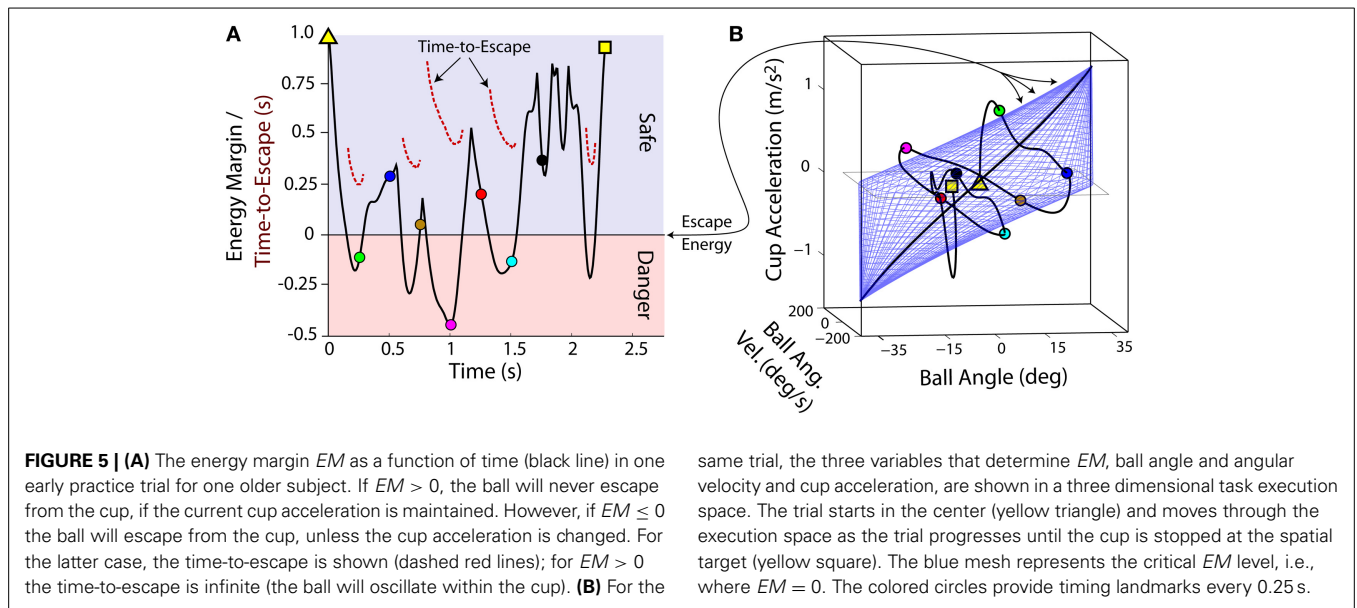 A
1.0
0.75
0.5
0.25
0
-0.25
-0.5
Energy Margin /
Time-to-Escape (s)
Time-to-Escape
Safe
Danger
0
0.5
1
1.5
2
2.5
Time (s)
Escape
Energy
B
Cup Acceleration (m/s²)
1
0
−1
200
0
−200
Ball Ang.
Vel. (deg/s)
−35
−15
0
15
35
Ball Angle (deg)
FIGURE 5 | (A) The energy margin EM as a function of time (black line) in one
early practice trial for one older subject. If EM > 0, the ball will never escape
from the cup, if the current cup acceleration is maintained. However, if EM ≤ 0
the ball will escape from the cup, unless the cup acceleration is changed. For
the latter case, the time-to-escape is shown (dashed red lines); for EM > 0
the time-to-escape is infinite (the ball will oscillate within the cup). (B) For the
same trial, the three variables that determine EM, ball angle and angular
velocity and cup acceleration, are shown in a three dimensional task execution
space. The trial starts in the center (yellow triangle) and moves through the
execution space as the trial progresses until the cup is stopped at the spatial
target (yellow square). The blue mesh represents the critical EM level, i.e.,
where EM = 0. The colored circles provide timing landmarks every 0.25 s.